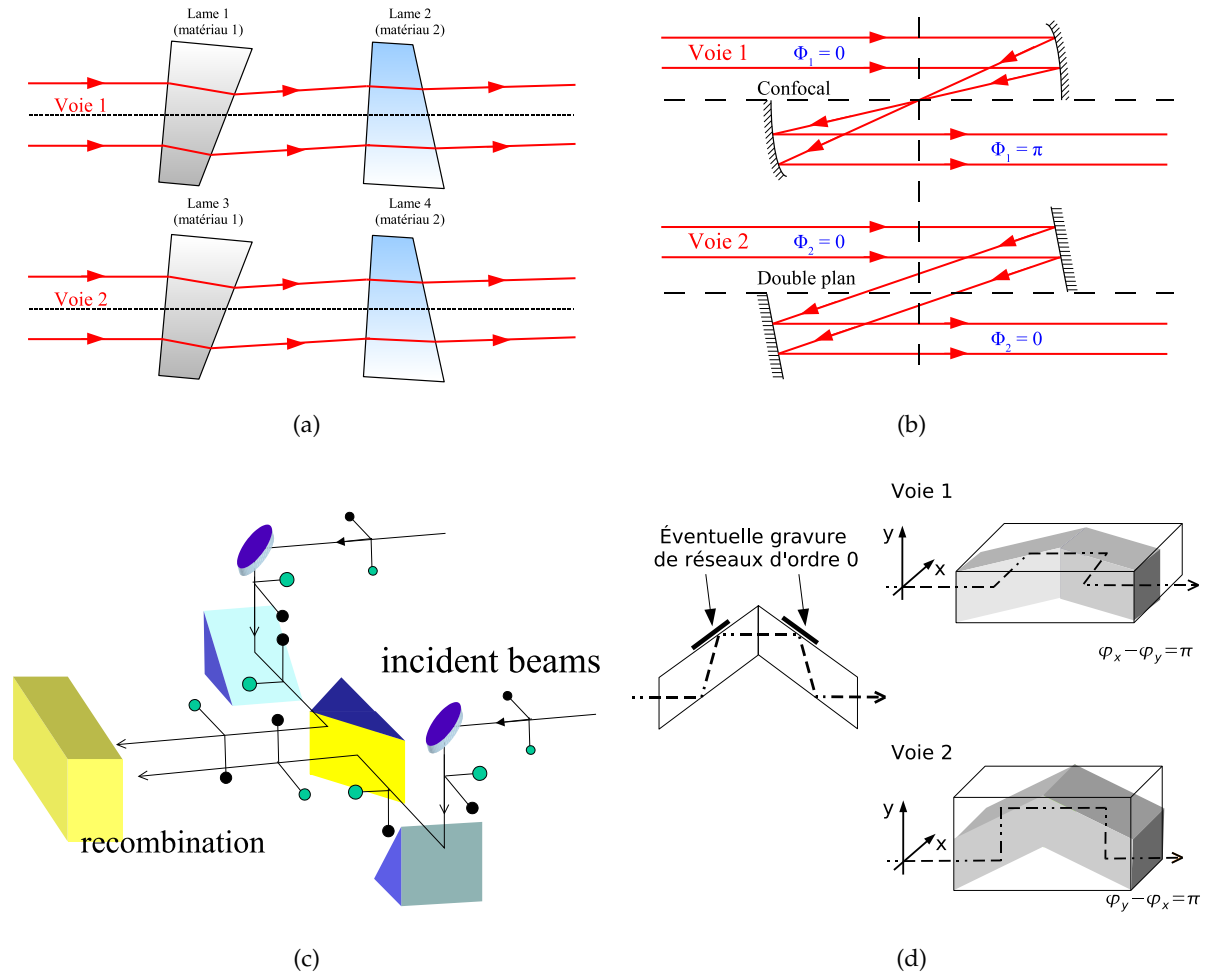 Lame 1
(matériau 1)
Lame 2
(matériau 2)
Voie 1
Lame 3
(matériau 1)
Lame 4
(matériau 2)
Voie 2
(a)
Voie 1
Φ₁ = 0
Confocal
Φ₁ = π
Voie 2
Φ₂ = 0
Double plan
Φ₂ = 0
(b)
incident beams
recombination
(c)
Éventuelle gravure
de réseaux d'ordre 0
Voie 1
y
x
φₓ−φᵧ=π
Voie 2
y
x
φᵧ−φₓ=π
(d)